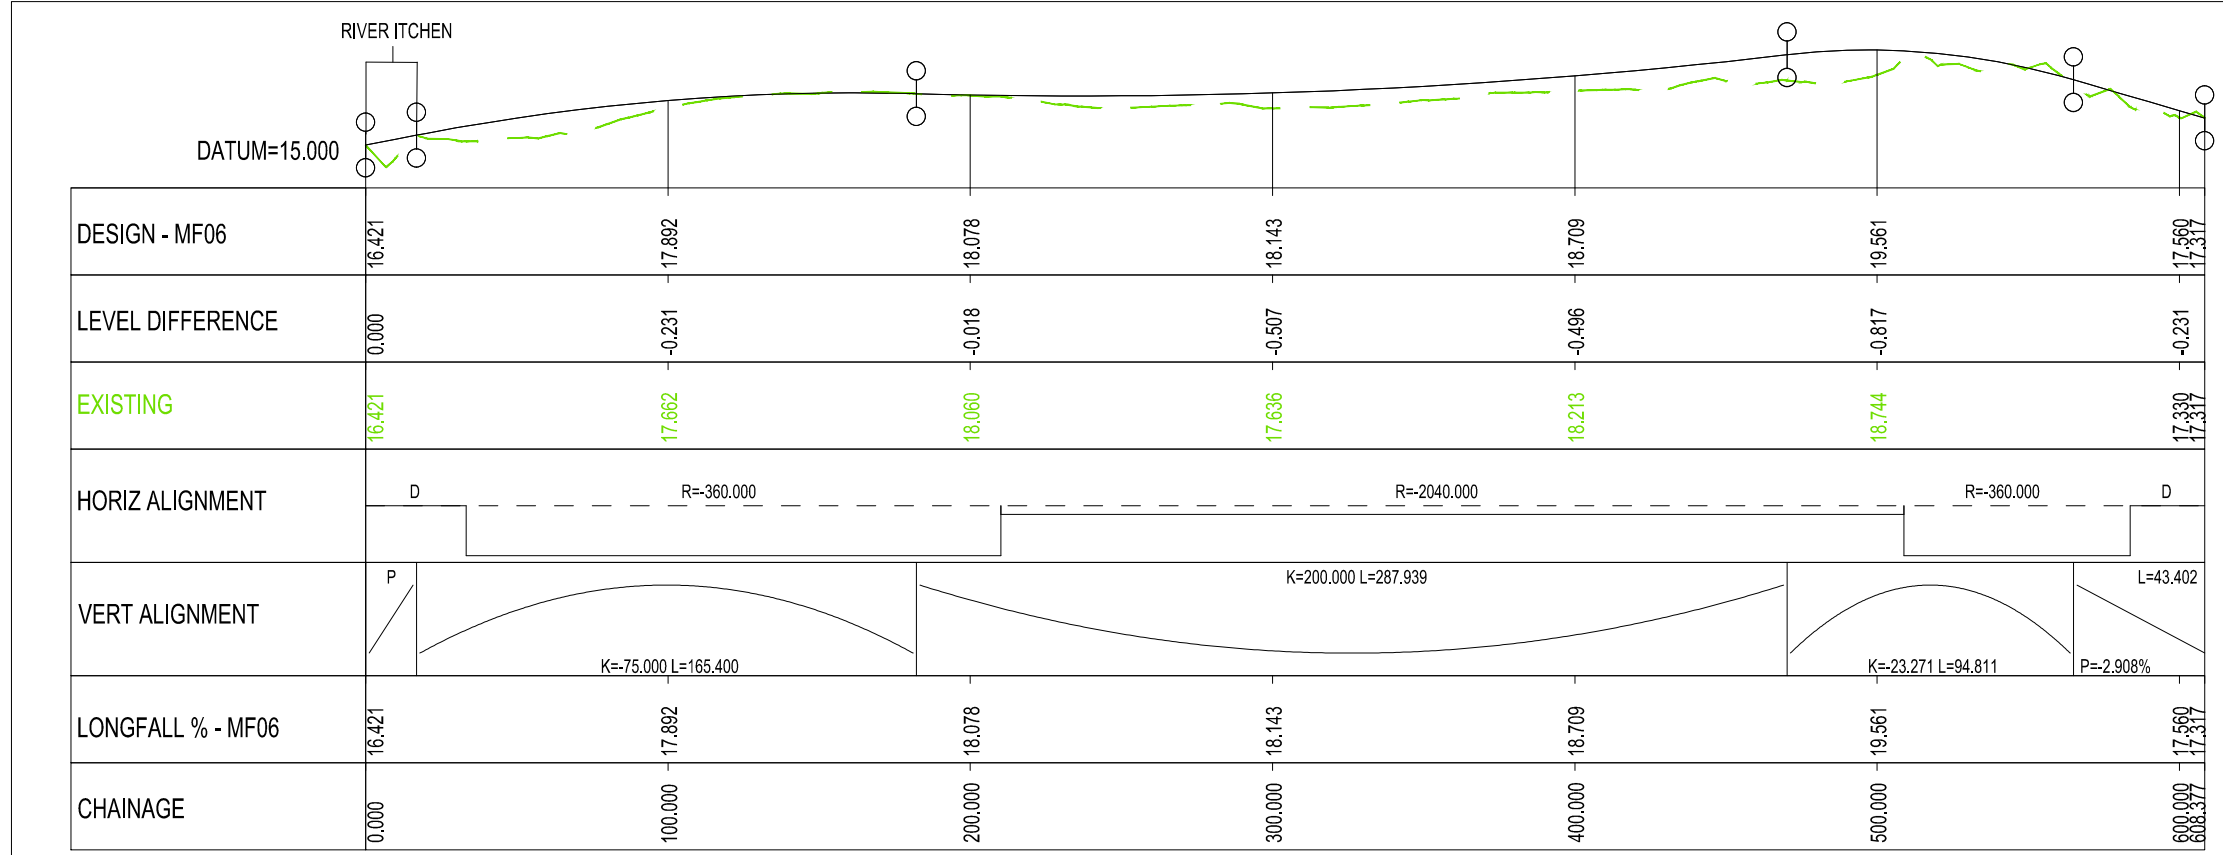 RIVER ITCHEN
DATUM=15.000
DESIGN - MF06
16.421 17.892 18.078 18.143 18.709 19.561 17.560 17.317
LEVEL DIFFERENCE
0.000 -0.231 -0.018 -0.507 -0.496 -0.817 -0.231
EXISTING
16.421 17.662 18.060 17.636 18.213 18.744 17.330 17.317
HORIZ ALIGNMENT
D R=-360.000 R=-2040.000 R=-360.000 D
VERT ALIGNMENT
P K=200.000 L=287.939 L=43.402
K=-75.000 L=165.400 K=-23.271 L=94.811 P=-2.908%
LONGFALL % - MF06
16.421 17.892 18.078 18.143 18.709 19.561 17.560 17.317
CHAINAGE
0.000 100.000 200.000 300.000 400.000 500.000 600.000 608.377